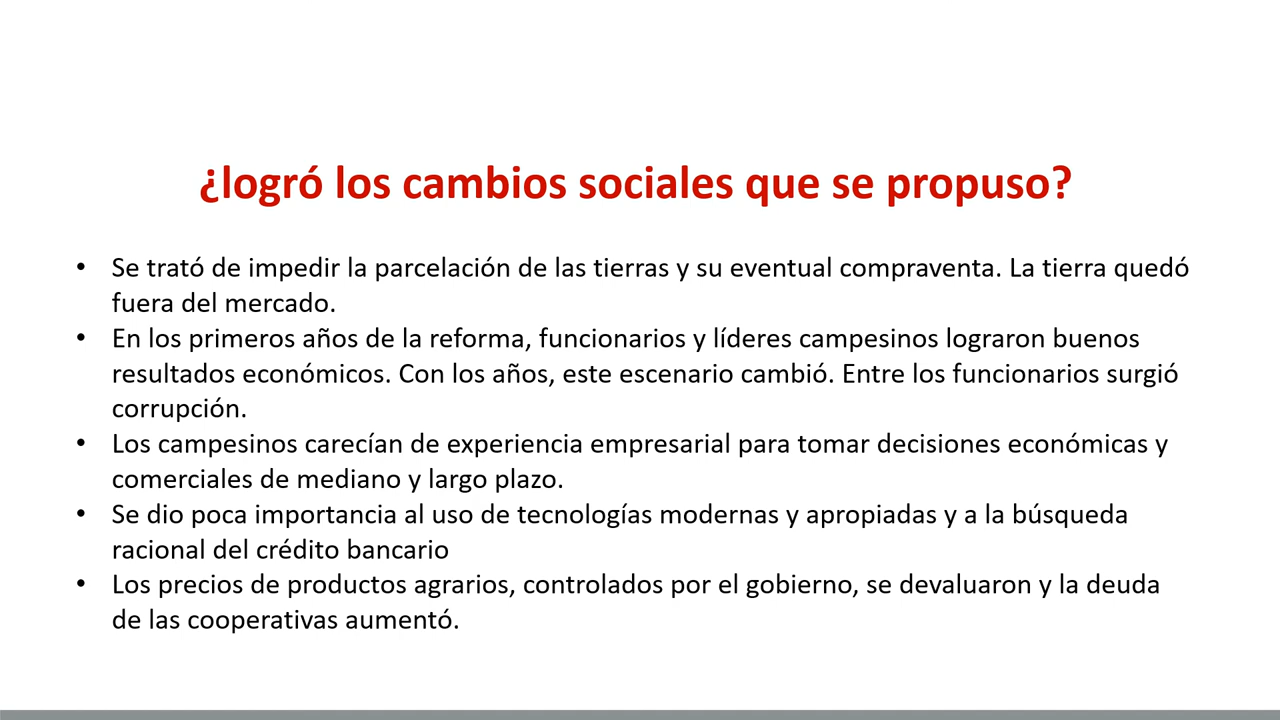 ¿logró los cambios sociales que se propuso?
• Se trató de impedir la parcelación de las tierras y su eventual compraventa. La tierra quedó
fuera del mercado.
• En los primeros años de la reforma, funcionarios y líderes campesinos lograron buenos
resultados económicos. Con los años, este escenario cambió. Entre los funcionarios surgió
corrupción.
• Los campesinos carecían de experiencia empresarial para tomar decisiones económicas y
comerciales de mediano y largo plazo.
• Se dio poca importancia al uso de tecnologías modernas y apropiadas y a la búsqueda
racional del crédito bancario
• Los precios de productos agrarios, controlados por el gobierno, se devaluaron y la deuda
de las cooperativas aumentó.